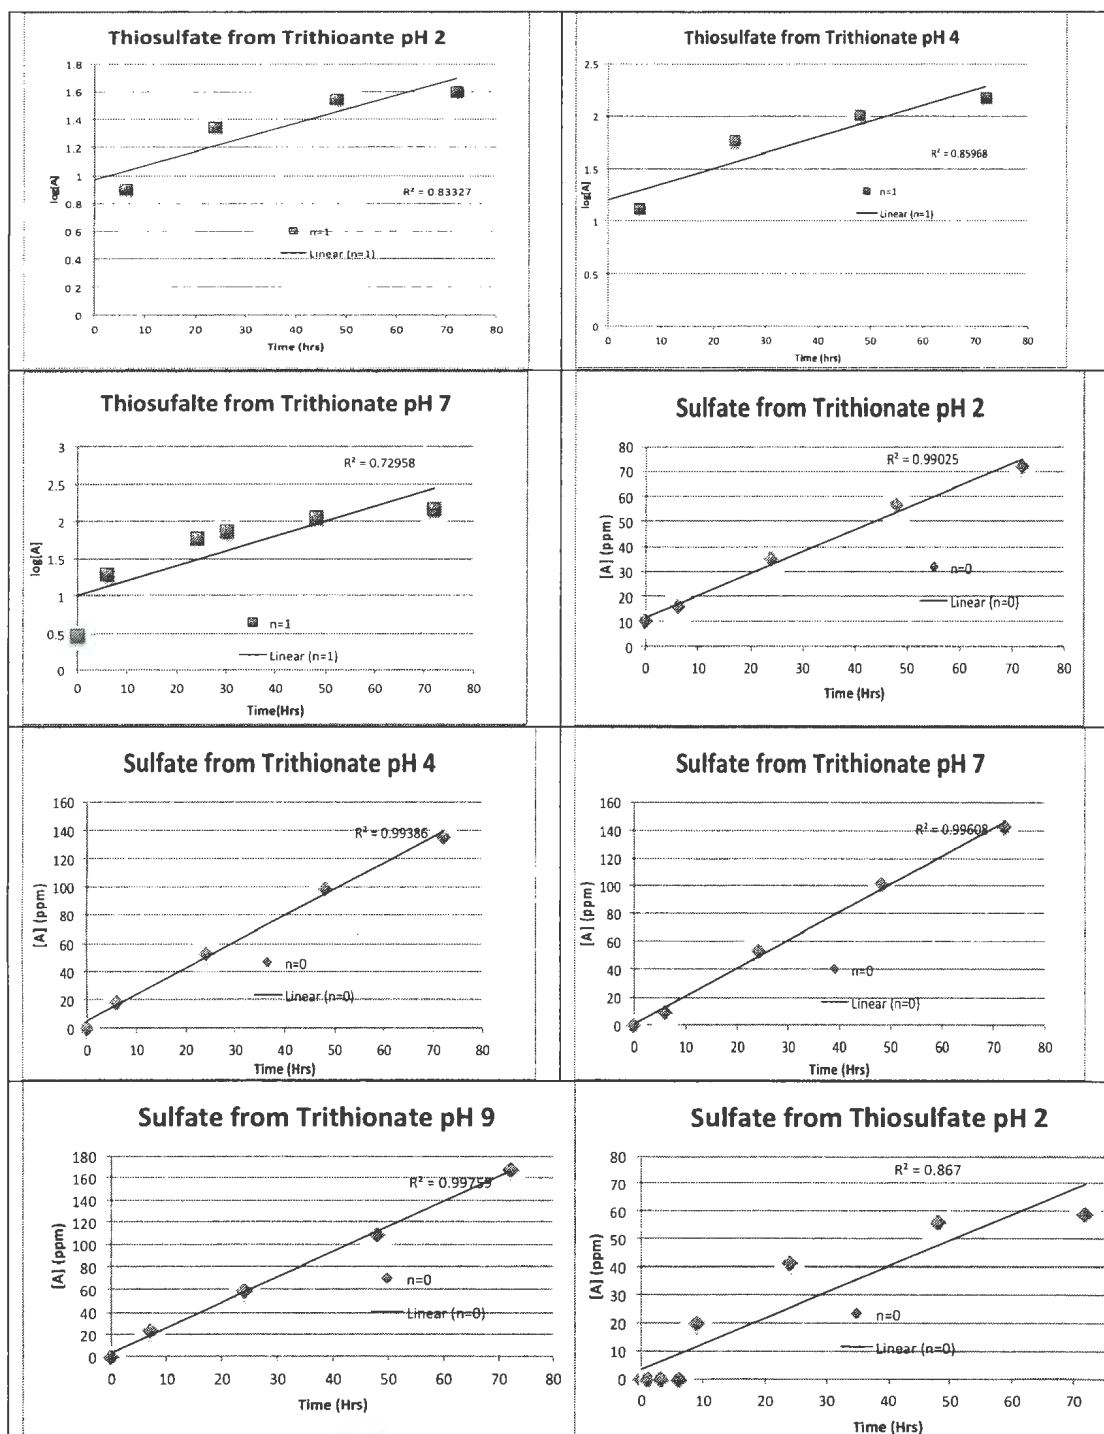 Thiosulfate from Trithioante pH 2
1.8
1.6
1.4
1.2
1
0.8
0 6
0 4
0 2
0
log[A]
R² = 0.83327
n=1
Linear (n=1)
0 10 20 30 40 50 60 70 80
Time (hrs)
Thiosulfate from Trithionate pH 4
2.5
2
1.5
1
0.5
0
log[A]
R² = 0.85968
n=1
Linear (n=1)
0 10 20 30 40 50 60 70 80
Time (hrs)
Thiosufalte from Trithionate pH 7
3
2.5
2
1.5
1
0.5
0
log[A]
R² = 0.72958
n=1
Linear (n=1)
0 10 20 30 40 50 60 70 80
Time(Hrs)
Sulfate from Trithionate pH 2
80
70
60
50
40
30
20
10
0
[A] (ppm)
R² = 0.99025
n=0
Linear (n=0)
0 10 20 30 40 50 60 70 80
Time (Hrs)
Sulfate from Trithionate pH 4
160
140
120
100
80
60
40
20
0
[A] (ppm)
R² = 0.99386
n=0
Linear (n=0)
0 10 20 30 40 50 60 70 80
Time (Hrs)
Sulfate from Trithionate pH 7
160
140
120
100
80
60
40
20
0
[A] (ppm)
R² = 0.99608
n=0
Linear (n=0)
0 10 20 30 40 50 60 70 80
Time (Hrs)
Sulfate from Trithionate pH 9
180
160
140
120
100
80
60
40
20
0
[A] (ppm)
R² = 0.99759
n=0
Linear (n=0)
0 10 20 30 40 50 60 70 80
Time (Hrs)
Sulfate from Thiosulfate pH 2
80
70
60
50
40
30
20
10
0
[A] (ppm)
R² = 0.867
n=0
Linear (n=0)
10 20 30 40 50 60 70
Time (Hrs)